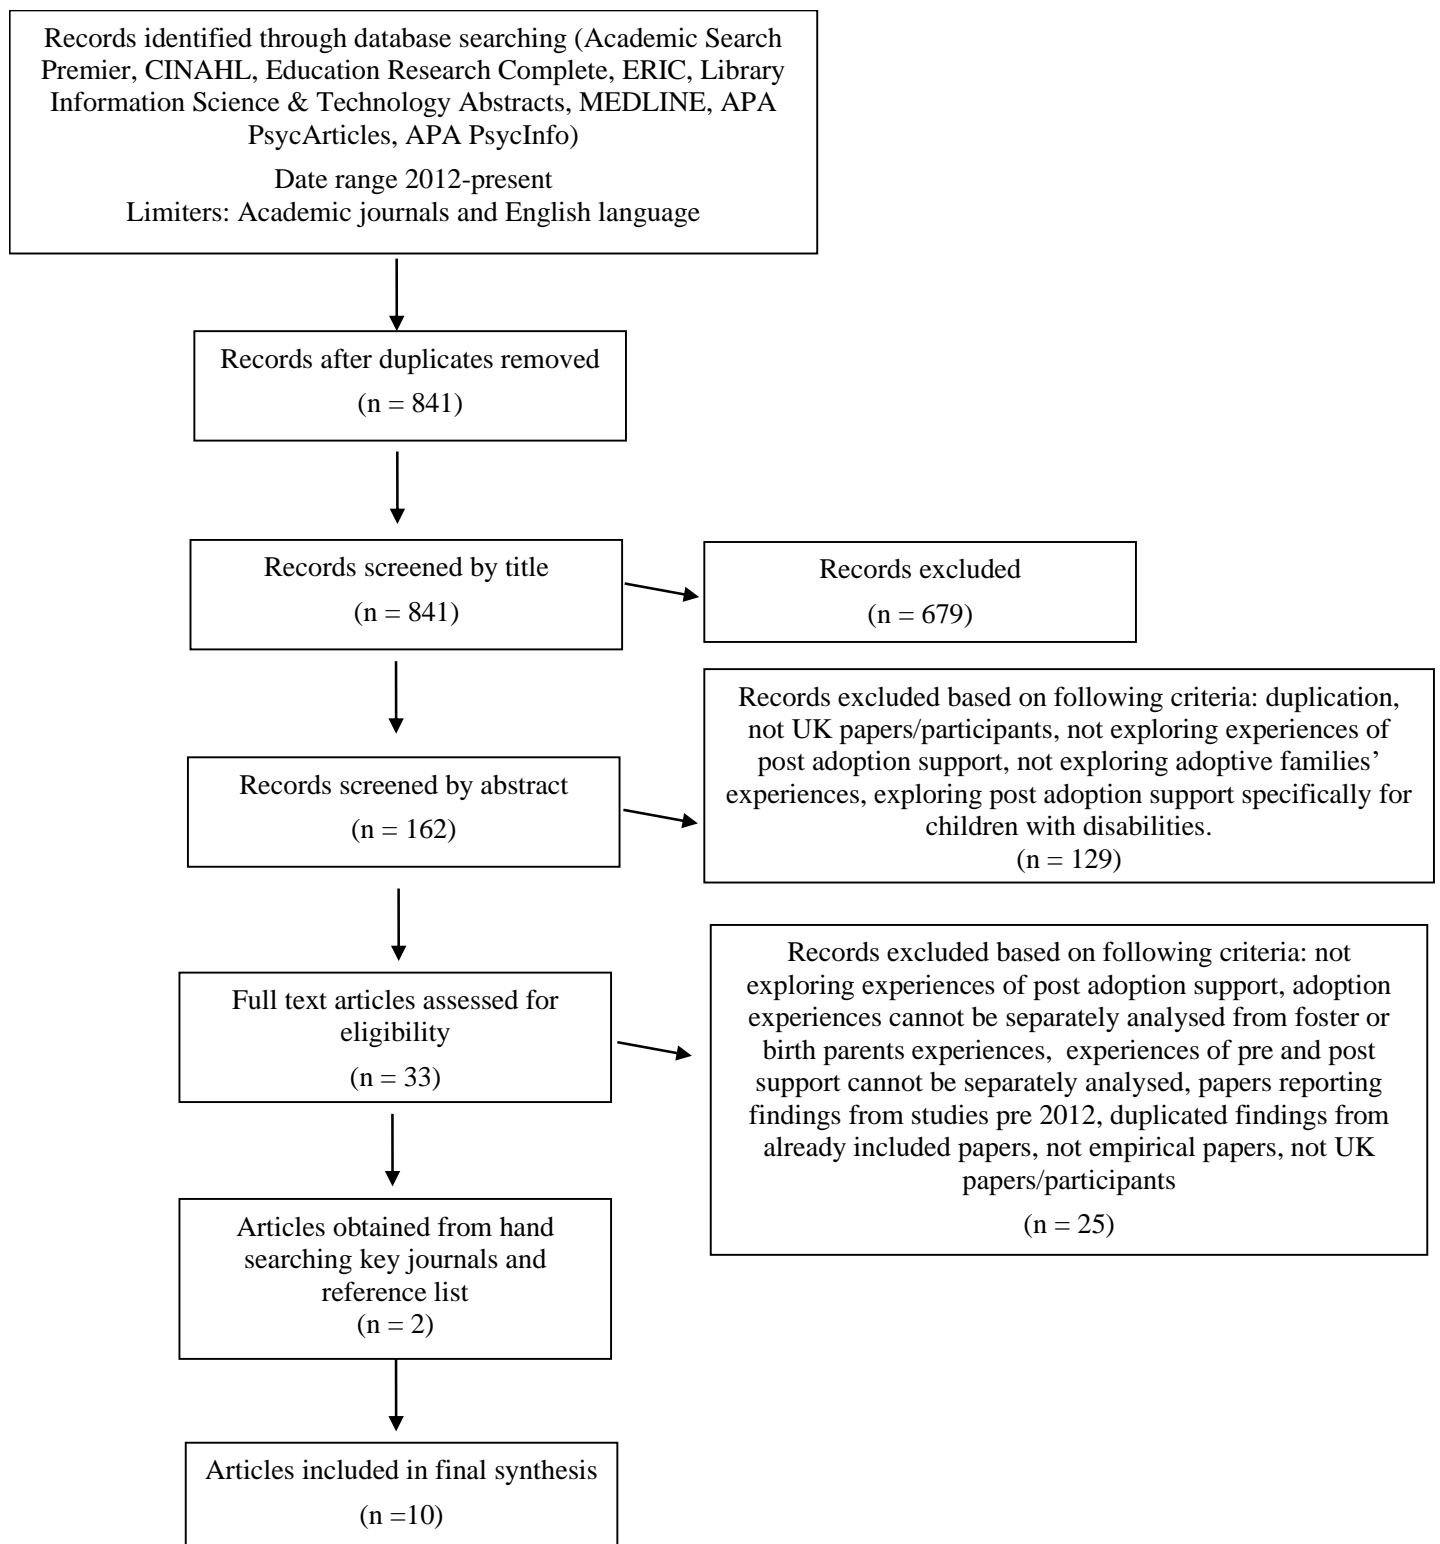 Records identified through database searching (Academic Search
Premier, CINAHL, Education Research Complete, ERIC, Library
Information Science & Technology Abstracts, MEDLINE, APA
PsycArticles, APA PsycInfo)
Date range 2012-present
Limiters: Academic journals and English language
Records after duplicates removed
(n = 841)
Records screened by title
(n = 841)
Records excluded
(n = 679)
Records screened by abstract
(n = 162)
Records excluded based on following criteria: duplication,
not UK papers/participants, not exploring experiences of
post adoption support, not exploring adoptive families’
experiences, exploring post adoption support specifically for
children with disabilities.
(n = 129)
Full text articles assessed for
eligibility
(n = 33)
Records excluded based on following criteria: not
exploring experiences of post adoption support, adoption
experiences cannot be separately analysed from foster or
birth parents experiences,  experiences of pre and post
support cannot be separately analysed, papers reporting
findings from studies pre 2012, duplicated findings from
already included papers, not empirical papers, not UK
papers/participants
(n = 25)
Articles obtained from hand
searching key journals and
reference list
(n = 2)
Articles included in final synthesis
(n =10)